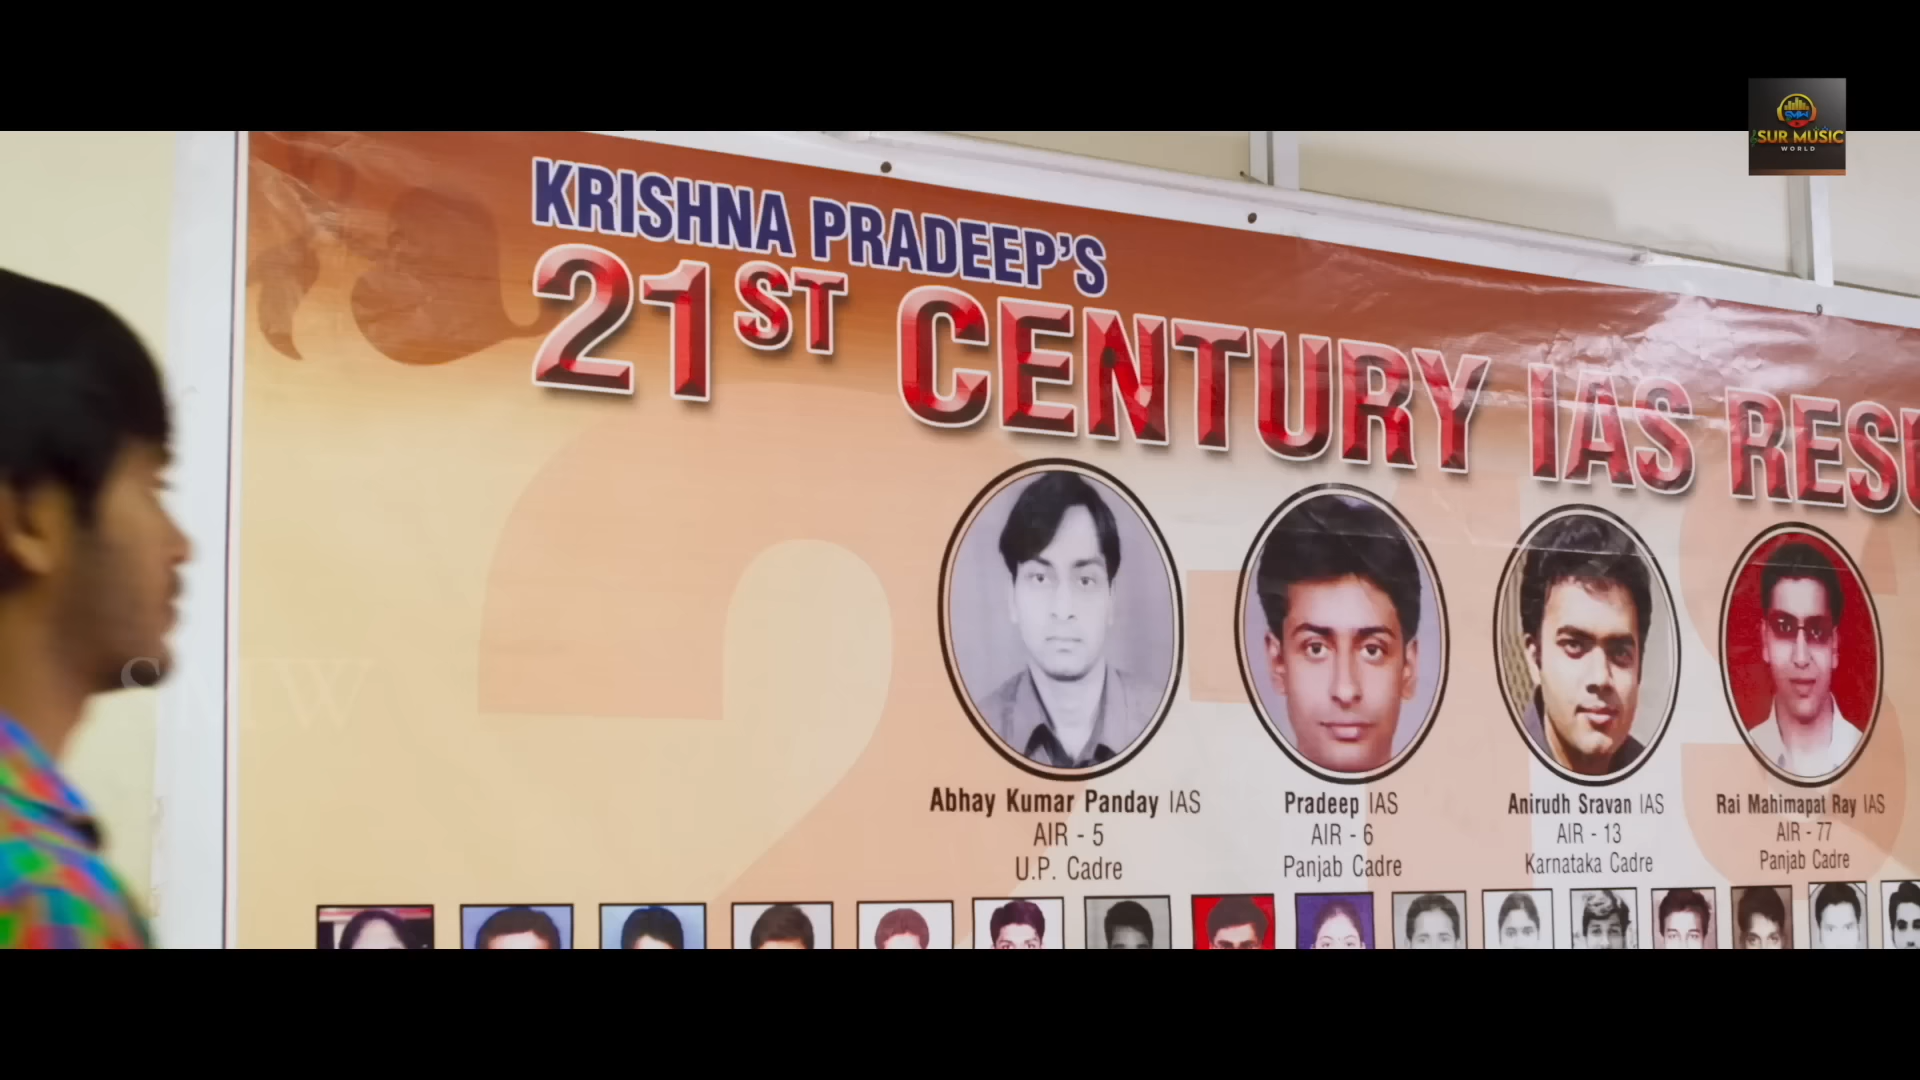 SUR MUSIC
WORLD
KRISHNA PRADEEP'S
21ST CENTURY IAS
Abhay Kumar Panday IAS
AIR - 5
U.P. Cadre
Pradeep IAS
AIR - 6
Panjab Cadre
Anirudh Sravan IAS
AIR - 13
Karnataka Cadre
Rai Mahimapat Ray IAS
AIR - 77
Panjab Cadre
SMW